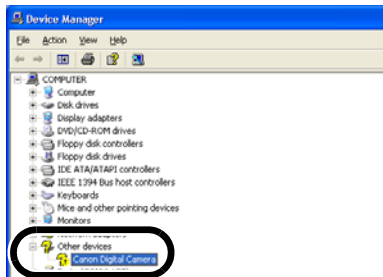 Device Manager
File Action View Help
COMPUTER
Computer
Disk drives
Display adapters
DVD/CD-ROM drives
Floppy disk controllers
Floppy disk drives
IDE ATA/ATAPI controllers
IEEE 1394 Bus host controllers
Keyboards
Mice and other pointing devices
Monitors
Network adapters
Other devices
Canon Digital Camera